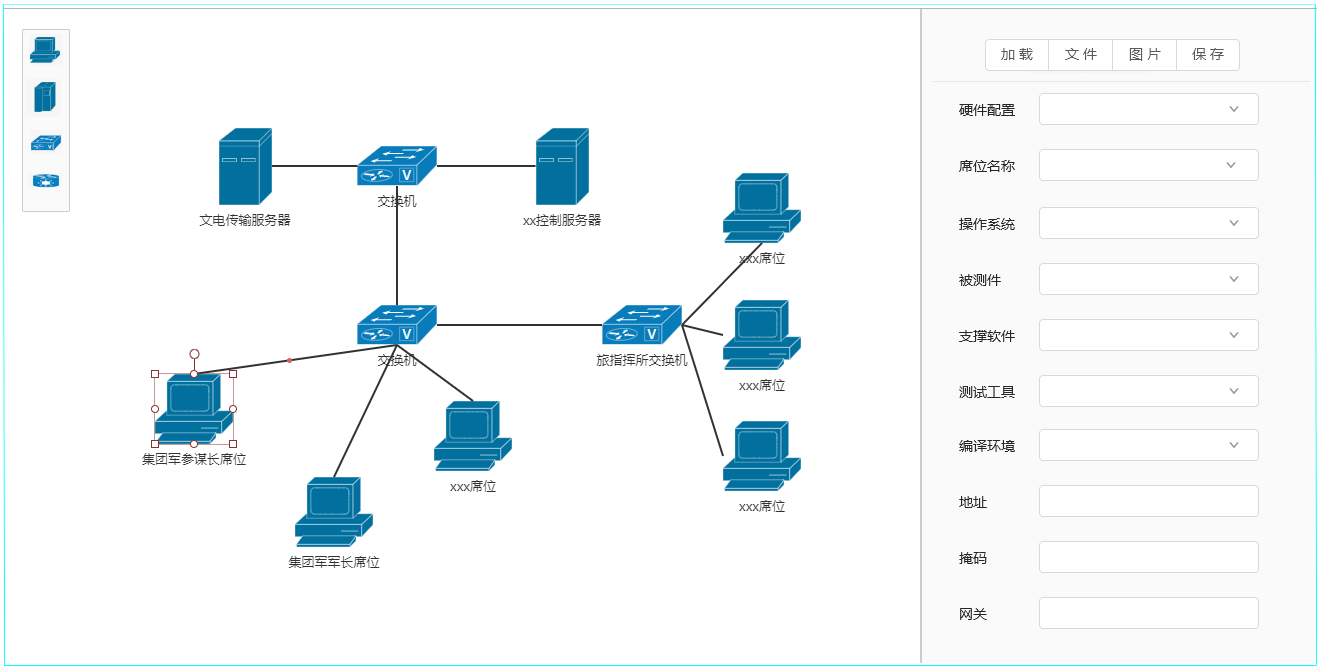 文电传输服务器
交换机
xx控制服务器
xxx席位
交换机
旅指挥所交换机
xxx席位
集团军参谋长席位
xxx席位
xxx席位
集团军军长席位
V
V
V
加载 文件 图片 保存
硬件配置
席位名称
操作系统
被测件
支撑软件
测试工具
编译环境
地址
掩码
网关